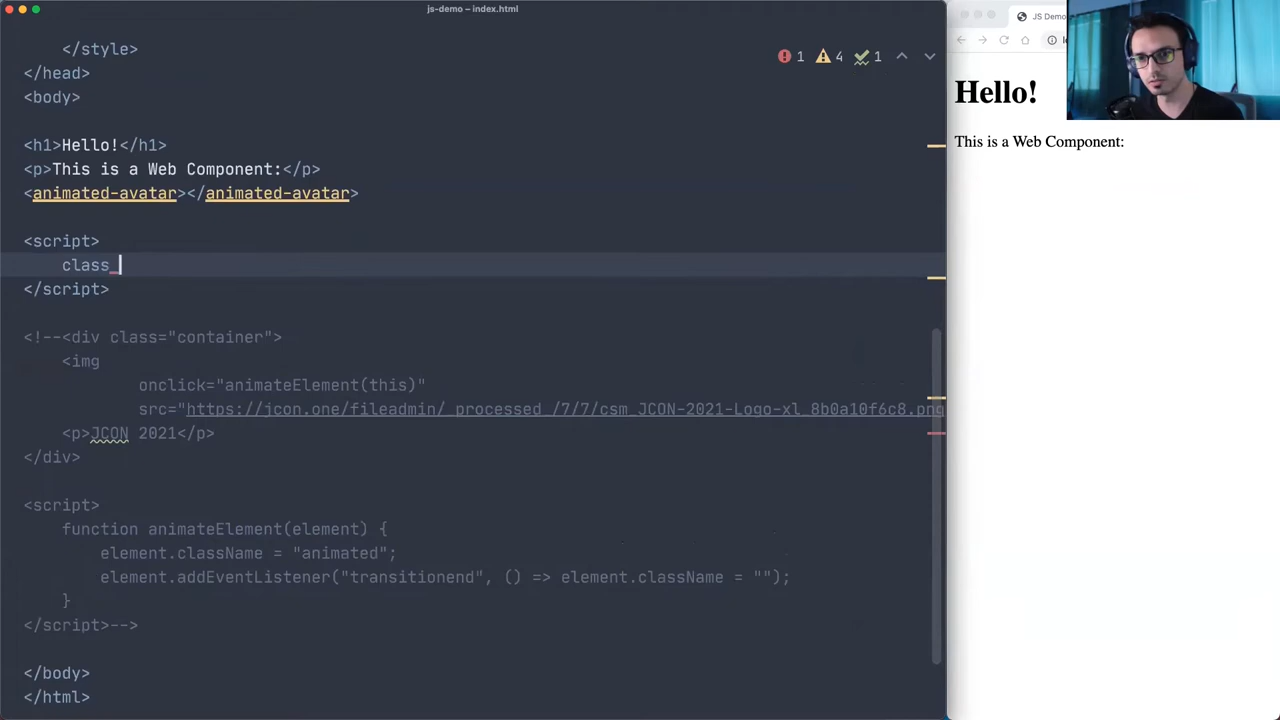 js-demo – index.html
</style>
</head>
<body>
<h1>Hello!</h1>
<p>This is a Web Component:</p>
<animated-avatar></animated-avatar>
<script>
class
</script>
<!--<div class="container">
<img
onclick="animateElement(this)"
src="https://jcon.one/fileadmin/_processed_/7/7/csm_JCON-2021-Logo-xl_8b0a10f6c8.png
<p>JCON 2021</p>
</div>
<script>
function animateElement(element) {
element.className = "animated";
element.addEventListener("transitionend", () => element.className = "");
}
</script>-->
</body>
</html>
1 4 1
JS Demo
Hello!
This is a Web Component: